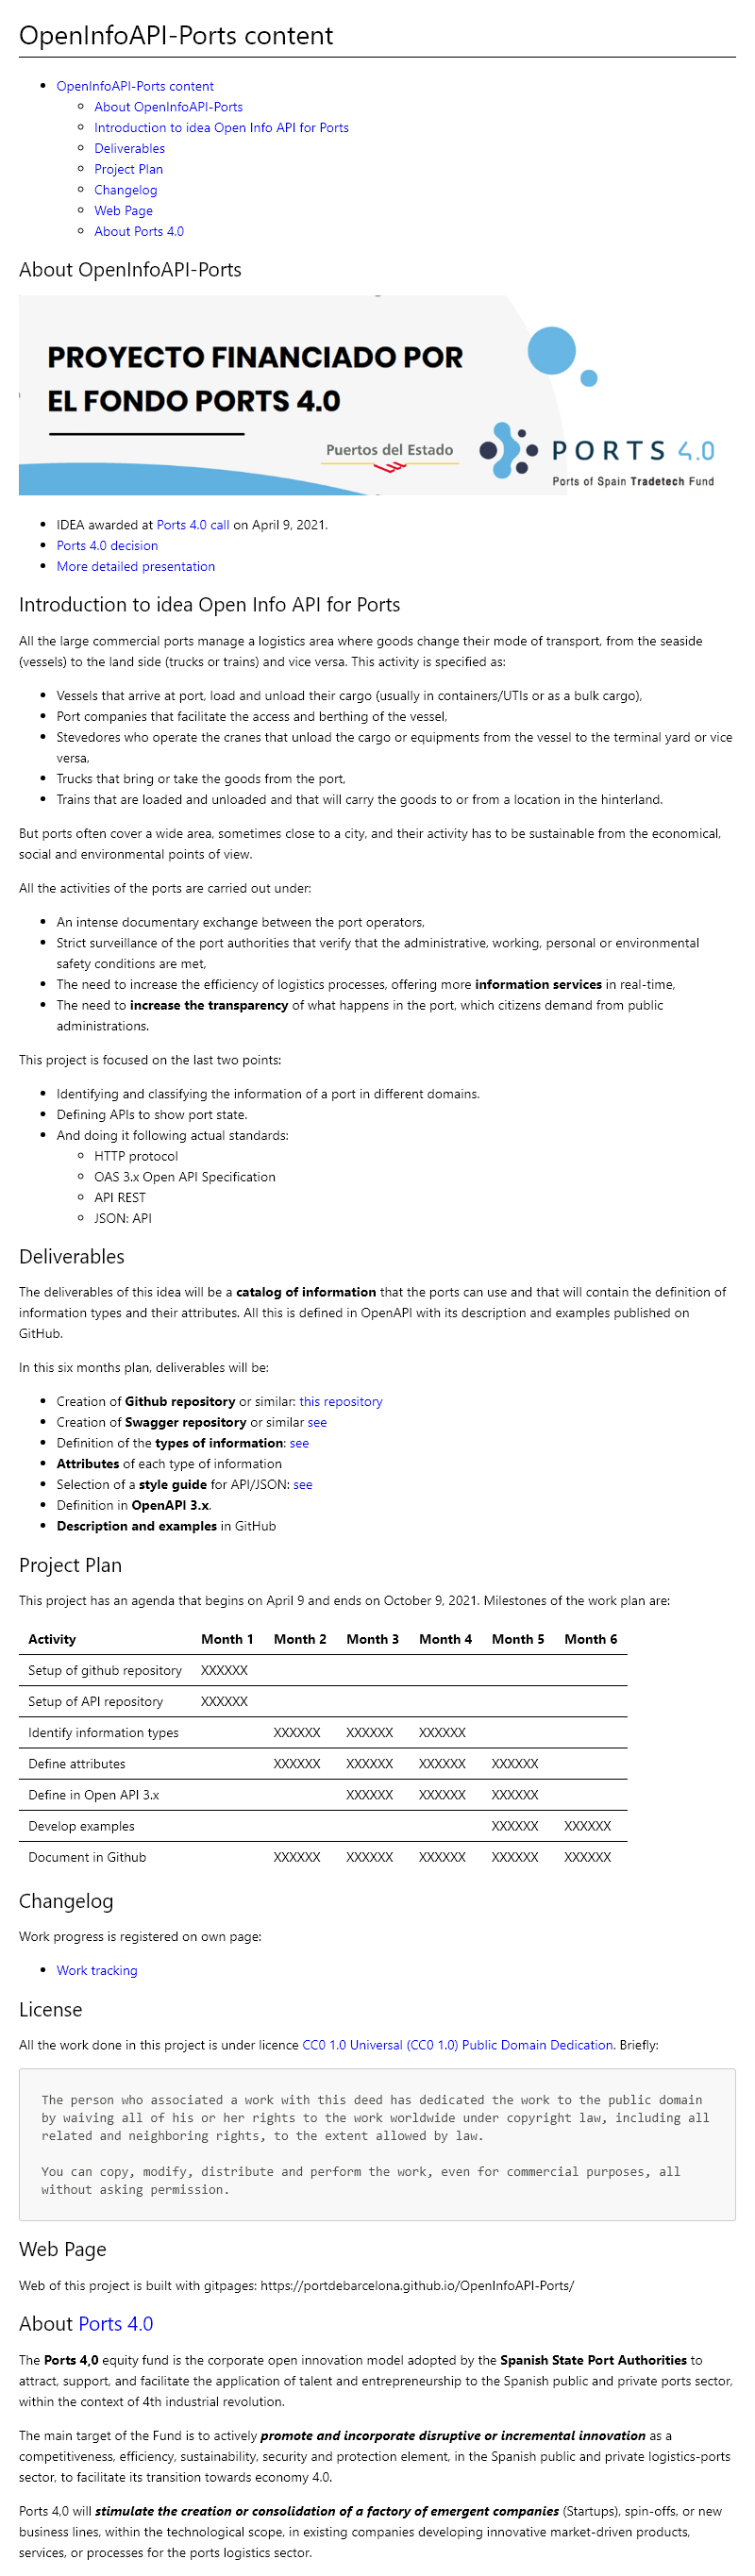 OpenInfoAPI-Ports content
OpenInfoAPI-Ports content
About OpenInfoAPI-Ports
Introduction to idea Open Info API for Ports
Deliverables
Project Plan
Changelog
Web Page
About Ports 4.0
About OpenInfoAPI-Ports
PROYECTO FINANCIADO POR
EL FONDO PORTS 4.0
Puertos del Estado
PORTS 4.0
Ports of Spain Tradetech Fund
IDEA awarded at Ports 4.0 call on April 9, 2021.
Ports 4.0 decision
More detailed presentation
Introduction to idea Open Info API for Ports
All the large commercial ports manage a logistics area where goods change their mode of transport, from the seaside
(vessels) to the land side (trucks or trains) and vice versa. This activity is specified as:
Vessels that arrive at port, load and unload their cargo (usually in containers/UTIs or as a bulk cargo),
Port companies that facilitate the access and berthing of the vessel,
Stevedores who operate the cranes that unload the cargo or equipments from the vessel to the terminal yard or vice
versa,
Trucks that bring or take the goods from the port,
Trains that are loaded and unloaded and that will carry the goods to or from a location in the hinterland.
But ports often cover a wide area, sometimes close to a city, and their activity has to be sustainable from the economical,
social and environmental points of view.
All the activities of the ports are carried out under:
An intense documentary exchange between the port operators,
Strict surveillance of the port authorities that verify that the administrative, working, personal or environmental
safety conditions are met,
The need to increase the efficiency of logistics processes, offering more information services in real-time,
The need to increase the transparency of what happens in the port, which citizens demand from public
administrations.
This project is focused on the last two points:
Identifying and classifying the information of a port in different domains.
Defining APIs to show port state.
And doing it following actual standards:
HTTP protocol
OAS 3.x Open API Specification
API REST
JSON: API
Deliverables
The deliverables of this idea will be a catalog of information that the ports can use and that will contain the definition of
information types and their attributes. All this is defined in OpenAPI with its description and examples published on
GitHub.
In this six months plan, deliverables will be:
Creation of Github repository or similar: this repository
Creation of Swagger repository or similar see
Definition of the types of information: see
Attributes of each type of information
Selection of a style guide for API/JSON: see
Definition in OpenAPI 3.x.
Description and examples in GitHub
Project Plan
This project has an agenda that begins on April 9 and ends on October 9, 2021. Milestones of the work plan are:
Activity Month 1 Month 2 Month 3 Month 4 Month 5 Month 6
Setup of github repository XXXXXX
Setup of API repository XXXXXX
Identify information types XXXXXX XXXXXX XXXXXX
Define attributes XXXXXX XXXXXX XXXXXX XXXXXX
Define in Open API 3.x XXXXXX XXXXXX XXXXXX
Develop examples XXXXXX XXXXXX
Document in Github XXXXXX XXXXXX XXXXXX XXXXXX XXXXXX
Changelog
Work progress is registered on own page:
Work tracking
License
All the work done in this project is under licence CC0 1.0 Universal (CC0 1.0) Public Domain Dedication. Briefly:
The person who associated a work with this deed has dedicated the work to the public domain
by waiving all of his or her rights to the work worldwide under copyright law, including all
related and neighboring rights, to the extent allowed by law.
You can copy, modify, distribute and perform the work, even for commercial purposes, all
without asking permission.
Web Page
Web of this project is built with gitpages: https://portdebarcelona.github.io/OpenInfoAPI-Ports/
About Ports 4.0
The Ports 4,0 equity fund is the corporate open innovation model adopted by the Spanish State Port Authorities to
attract, support, and facilitate the application of talent and entrepreneurship to the Spanish public and private ports sector,
within the context of 4th industrial revolution.
The main target of the Fund is to actively promote and incorporate disruptive or incremental innovation as a
competitiveness, efficiency, sustainability, security and protection element, in the Spanish public and private logistics-ports
sector, to facilitate its transition towards economy 4.0.
Ports 4,0 will stimulate the creation or consolidation of a factory of emergent companies (Startups), spin-offs, or new
business lines, within the technological scope, in existing companies developing innovative market-driven products,
services, or processes for the ports logistics sector.